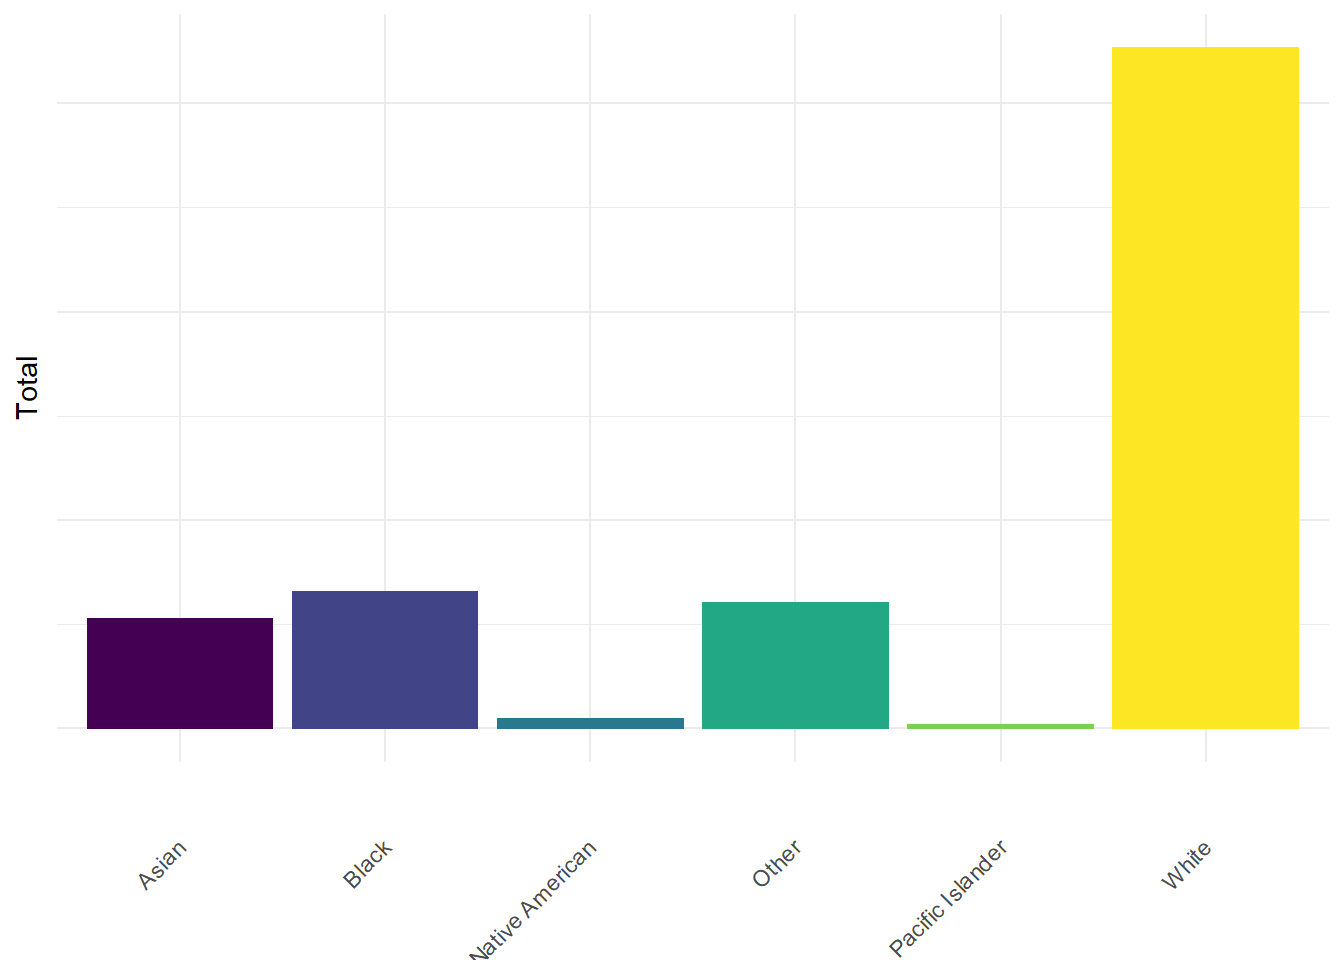 Total
Asian
Black
Native American
Other
Pacific Islander
White